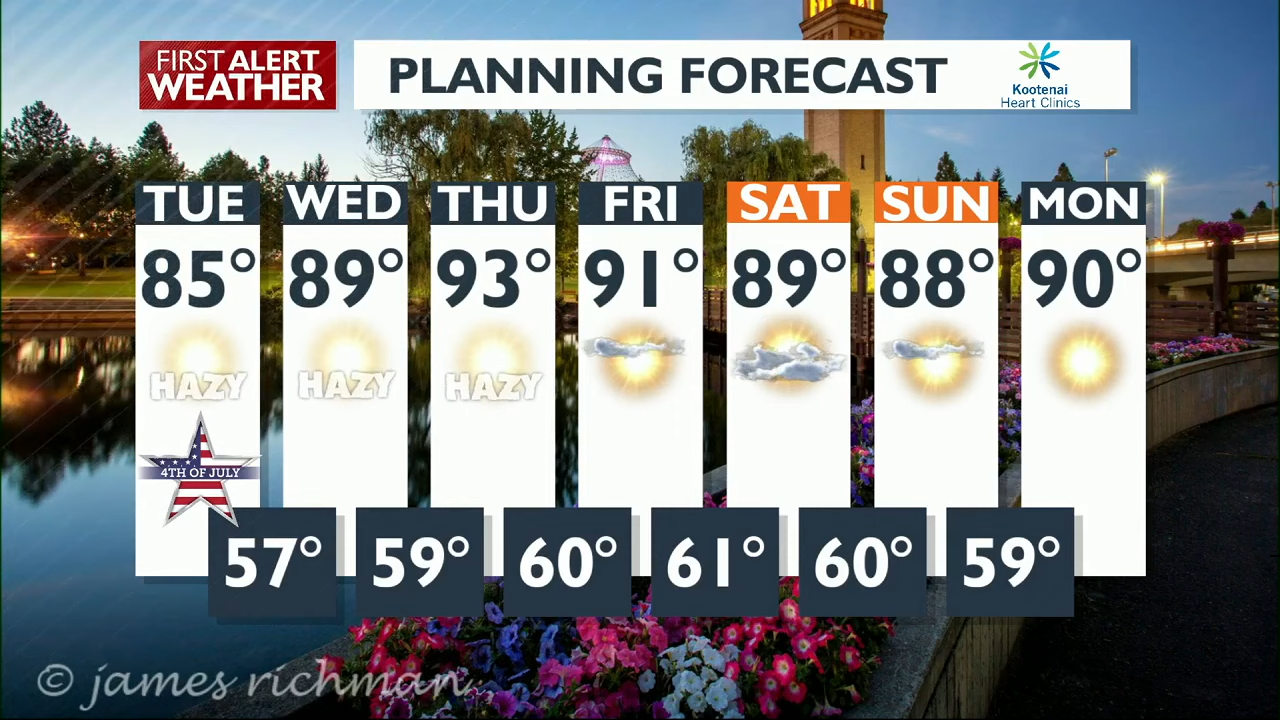 FIRST ALERT
WEATHER
PLANNING FORECAST
Kootenai
Heart Clinics
TUE WED THU FRI SAT SUN MON
85° 89° 93° 91° 89° 88° 90°
HAZY HAZY HAZY
4TH OF JULY
57° 59° 60° 61° 60° 59°
© james richman